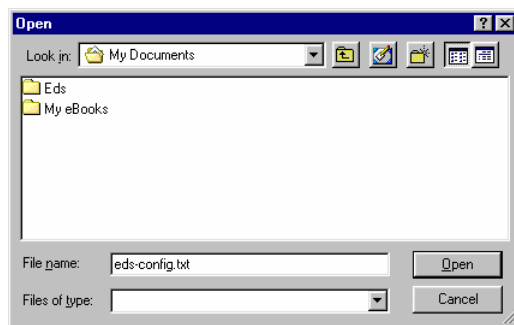 Open
Look in: My Documents
Eds
My eBooks
File name: eds-config.txt Open
Files of type: Cancel